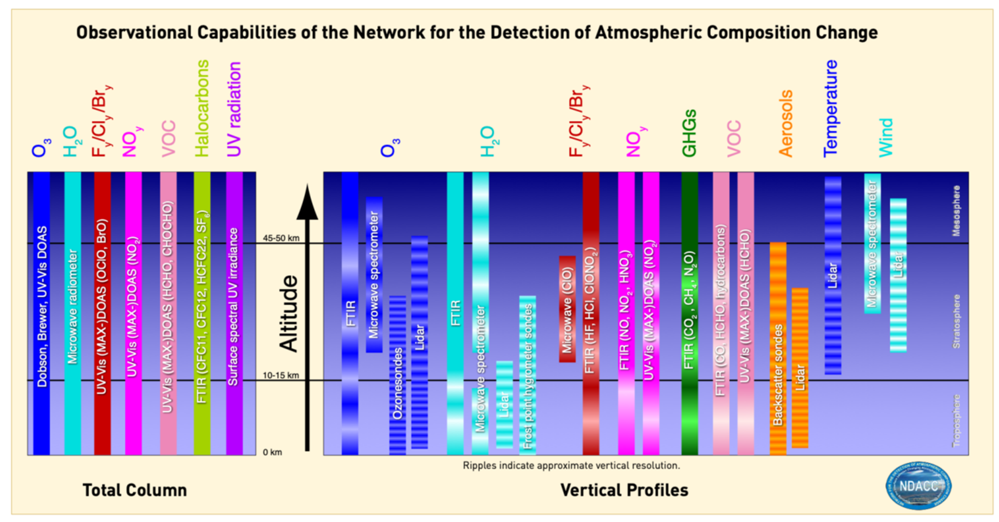 Observational Capabilities of the Network for the Detection of Atmospheric Composition Change
O3
H2O
Fy/Cly/Bry
NOy
VOC
Halocarbons
UV radiation
O3
H2O
Fy/Cly/Bry
NOy
GHGs
VOC
Aerosols
Temperature
Wind
Dobson, Brewer, UV-Vis DOAS
Microwave radiometer
UV-Vis (MAX-)DOAS (OClO, BrO)
UV-Vis (MAX-)DOAS (NO2)
UV-Vis (MAX-)DOAS (HCHO, CHOCHO)
FTIR (CFC11, CFC12, HCFC22, SF6)
Surface spectral UV irradiance
45-50 km
10-15 km
0 km
Altitude
FTIR
Microwave spectrometer
Ozonesondes
Lidar
FTIR
Microwave spectrometer
Lidar
Frost point hygrometer sondes
Microwave (ClO)
FTIR (HF, HCl, ClONO2)
FTIR (NO, NO2, HNO3)
UV-Vis (MAX-)DOAS (NO2)
FTIR (CO2, CH4, N2O)
FTIR (CO, HCHO, hydrocarbons)
UV-Vis (MAX-)DOAS (HCHO)
Backscatter sondes
Lidar
Lidar
Microwave spectrometer
Lidar
Mesosphere
Stratosphere
Troposphere
Ripples indicate approximate vertical resolution.
Total Column
Vertical Profiles
NDACC